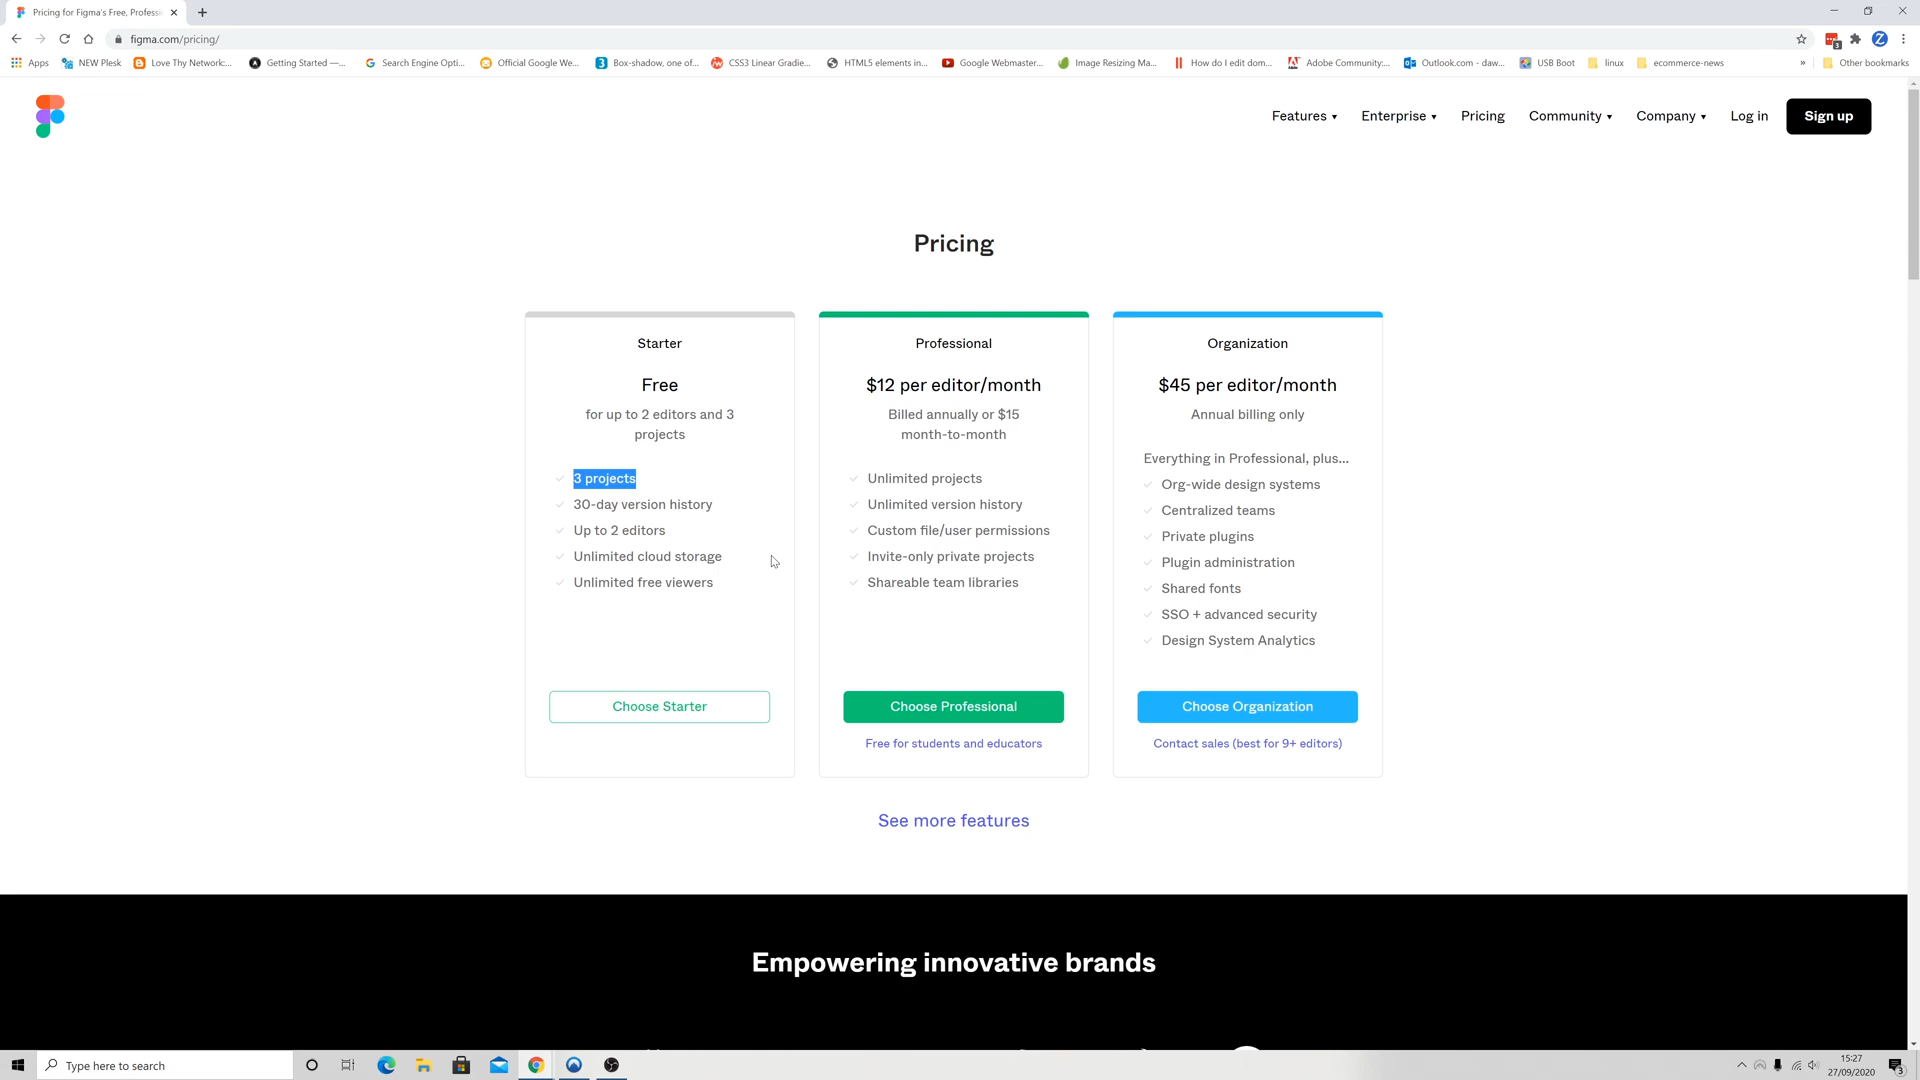 Pricing for Figma's Free, Professi
figma.com/pricing/
3
Apps
NEW Plesk
Love Thy Network:...
Getting Started —...
Search Engine Opti...
Official Google We...
Box-shadow, one of...
CSS3 Linear Gradie...
HTML5 elements in...
Google Webmaster...
Image Resizing Ma...
How do I edit dom...
Adobe Community:...
Outlook.com - daw...
USB Boot
linux
ecommerce-news
»
Other bookmarks
Features
Enterprise
Pricing
Community
Company
Log in
Sign up
Pricing
Starter
Free
for up to 2 editors and 3
projects
3 projects
30-day version history
Up to 2 editors
Unlimited cloud storage
Unlimited free viewers
Choose Starter
Professional
$12 per editor/month
Billed annually or $15
month-to-month
Unlimited projects
Unlimited version history
Custom file/user permissions
Invite-only private projects
Shareable team libraries
Choose Professional
Free for students and educators
Organization
$45 per editor/month
Annual billing only
Everything in Professional, plus...
Org-wide design systems
Centralized teams
Private plugins
Plugin administration
Shared fonts
SSO + advanced security
Design System Analytics
Choose Organization
Contact sales (best for 9+ editors)
See more features
Empowering innovative brands
Type here to search
15:27
27/09/2020
3